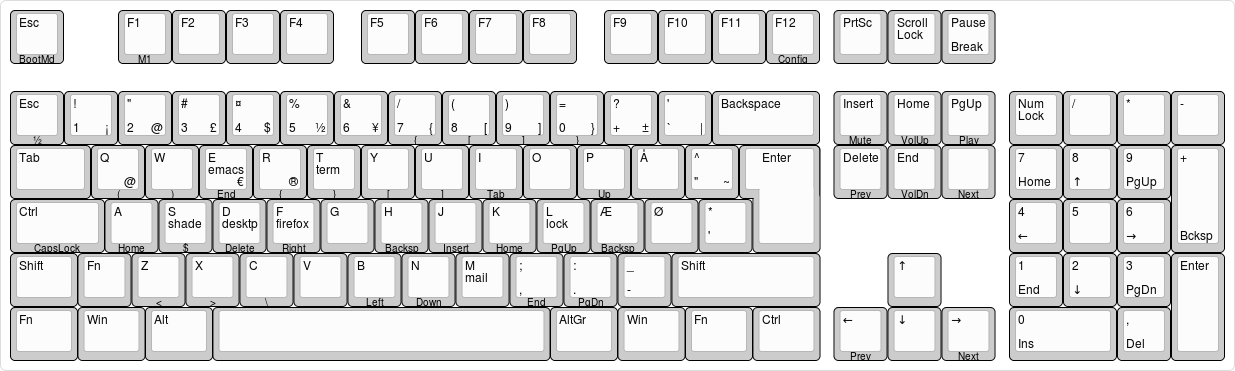 Esc F1 F2 F3 F4 F5 F6 F7 F8 F9 F10 F11 F12 PrtSc Scroll Pause
Lock
Break
BootMd M1 Config
Esc ! " # ¤ % & / ( ) = ? ' Backspace Insert Home PgUp Num / * -
Lock
1 ¡ 2 @ 3 £ 4 $ 5 ½ 6 ¥ 7 { 8 [ 9 ] 0 } + ± ` |
½ { [ ] } Mute VolUp Play
Tab Q W E R T Y U I O P Å ^ Enter Delete End 7 8 9 +
emacs term
@ € ® " ~ Home ↑ PgUp
( ) End { } [ ] Tab Up Prev VolDn Next
Ctrl A S D F G H J K L Æ Ø * 4 5 6
shade desktp firefox lock
' ← → Bcksp
CapsLock Home $ Delete Right Backsp Insert Home PgUp Backsp
Shift Fn Z X C V B N M ; : _ Shift ↑ 1 2 3 Enter
mail
, . - End ↓ PgDn
< > \ Left Down End PgDn
Fn Win Alt AltGr Win Fn Ctrl ← ↓ → 0 ,
Ins Del
Prev Next